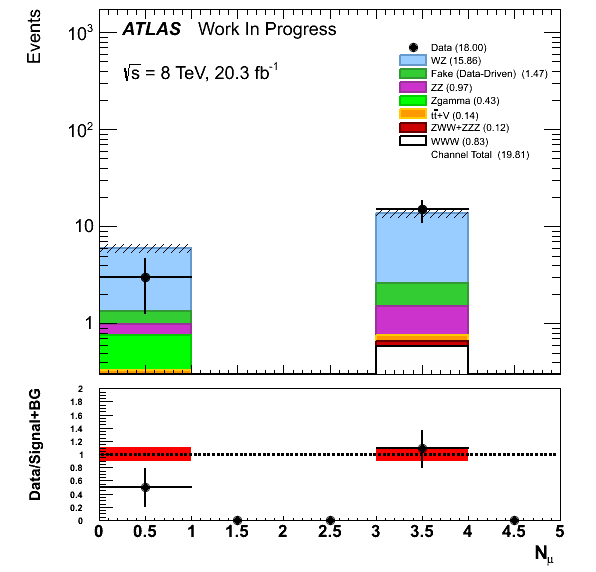 Events
ATLAS Work In Progress
√s = 8 TeV, 20.3 fb⁻¹
Data (18.00)
WZ (15.86)
Fake (Data-Driven) (1.47)
ZZ (0.97)
Zgamma (0.43)
tt̄+V (0.14)
ZWW+ZZZ (0.12)
WWW (0.83)
Channel Total (19.81)
10³
10²
10
1
Data/Signal+BG
2
1.8
1.6
1.4
1.2
1
0.8
0.6
0.4
0.2
0
0 0.5 1 1.5 2 2.5 3 3.5 4 4.5 5
Nμ